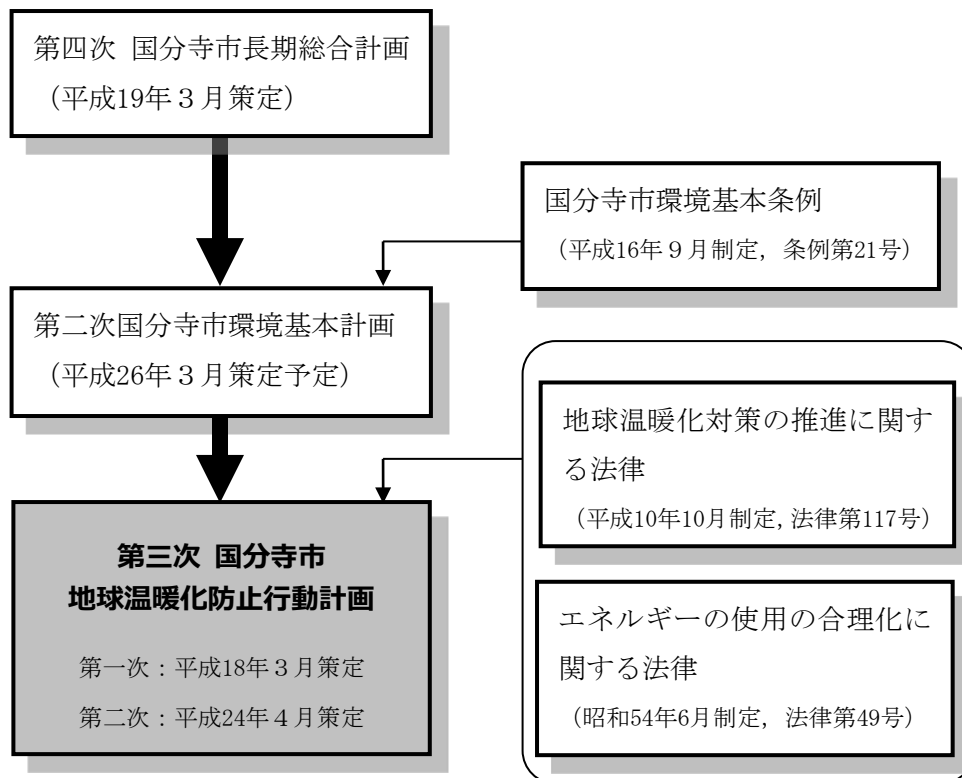 第四次 国分寺市長期総合計画
（平成19年３月策定）
国分寺市環境基本条例
（平成16年９月制定，条例第21号）
第二次国分寺市環境基本計画
（平成26年３月策定予定）
地球温暖化対策の推進に関す
る法律
（平成10年10月制定，法律第117号）
第三次 国分寺市
地球温暖化防止行動計画
第一次：平成18年３月策定
第二次：平成24年４月策定
エネルギーの使用の合理化に
関する法律
（昭和54年6月制定，法律第49号）